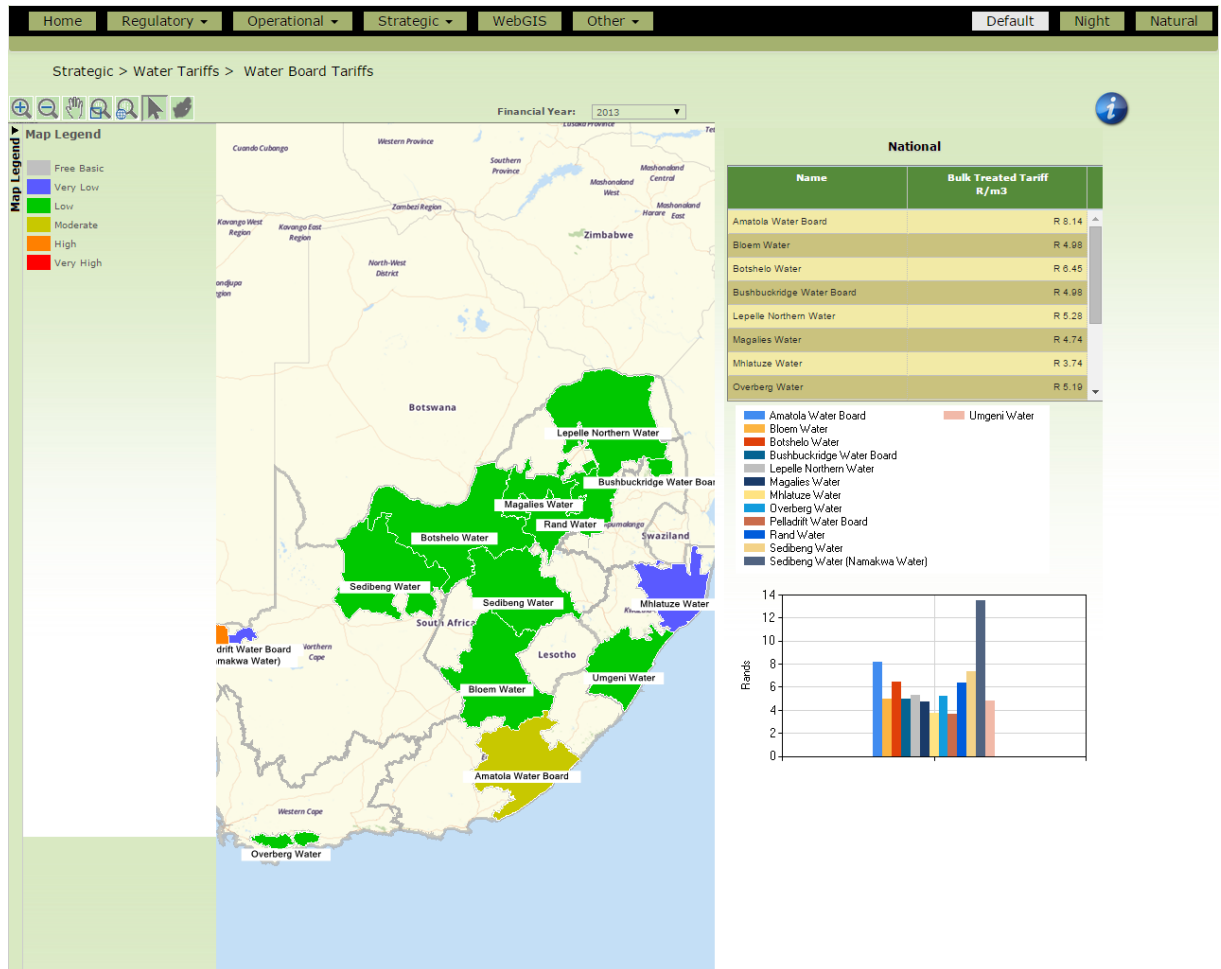 Home Regulatory Operational Strategic WebGIS Other Default Night Natural
Strategic > Water Tariffs > Water Board Tariffs
Financial Year: 2013
Map Legend
Map Legend
Free Basic
Very Low
Low
Moderate
High
Very High
Lusaka Province
Cuando Cubango
Western Province
Southern Province
Mashonaland Central
Mashonaland West
Mashonaland East
Harare
Zambezi Region
Kavango West Region
Kavango East Region
Zimbabwe
North-West District
Botswana
Lepelle Northern Water
Bushbuckridge Water Boar
Magalies Water
Rand Water
pumalanga
Botshelo Water
Swaziland
Sedibeng Water
Sedibeng Water
Mhlatuze Water
South Africa
drift Water Board
Northern Cape
Lesotho
Umgeni Water
Bloem Water
Amatola Water Board
Western Cape
Overberg Water
National
Name Bulk Treated Tariff
R/m3
Amatola Water Board R 8.14
Bloem Water R 4.98
Botshelo Water R 6.45
Bushbuckridge Water Board R 4.98
Lepelle Northern Water R 5.28
Magalies Water R 4.74
Mhlatuze Water R 3.74
Overberg Water R 5.19
Amatola Water Board Umgeni Water
Bloem Water
Botshelo Water
Bushbuckridge Water Board
Lepelle Northern Water
Magalies Water
Mhlatuze Water
Overberg Water
Pelladrift Water Board
Rand Water
Sedibeng Water
Sedibeng Water (Namakwa Water)
Rands
14
12
10
8
6
4
2
0